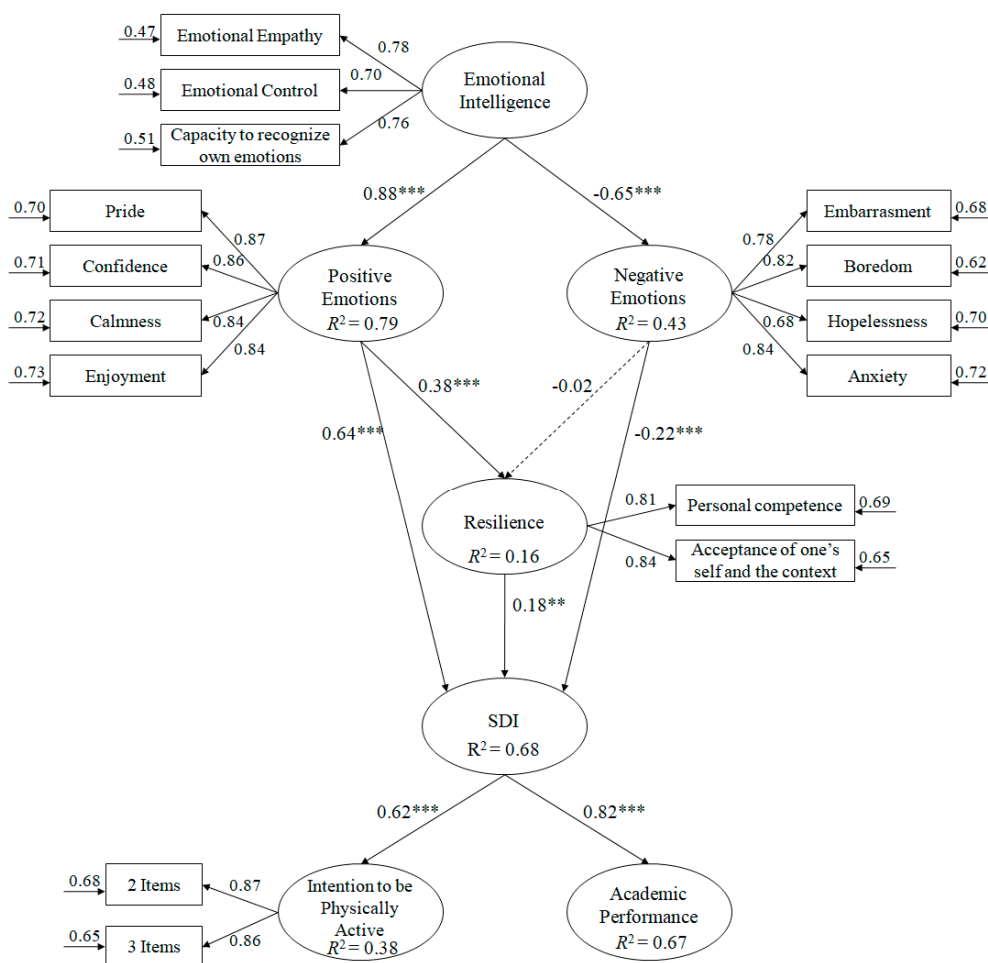 0.47
Emotional Empathy
0.78
0.48
Emotional Control
0.70
0.51
Capacity to recognize
own emotions
0.76
Emotional
Intelligence
0.88***
-0.65***
0.70
Pride
0.87
0.71
Confidence
0.86
0.72
Calmness
0.84
0.73
Enjoyment
0.84
Positive
Emotions
R² = 0.79
Negative
Emotions
R² = 0.43
0.78
Embarrasment
0.68
0.82
Boredom
0.62
0.68
Hopelessness
0.70
0.84
Anxiety
0.72
0.38***
-0.02
0.64***
-0.22***
Resilience
R² = 0.16
0.81
Personal competence
0.69
0.84
Acceptance of one's
self and the context
0.65
0.18**
SDI
R² = 0.68
0.62***
0.82***
0.68
2 Items
0.87
0.65
3 Items
0.86
Intention to be
Physically
Active
R² = 0.38
Academic
Performance
R² = 0.67